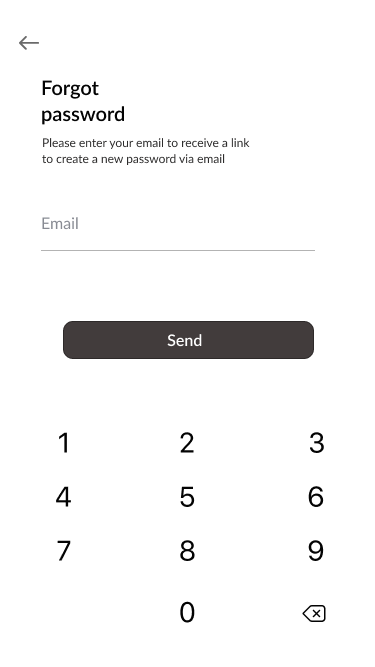 Forgot
password
Please enter your email to receive a link
to create a new password via email
Email
Send
1 2 3
4 5 6
7 8 9
0